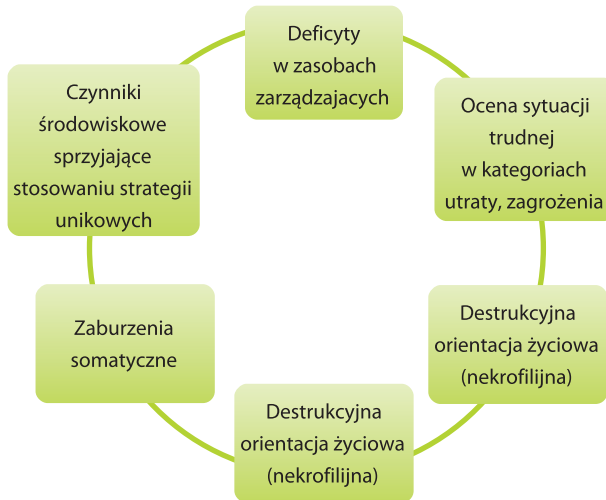 Deficyty
w zasobach
zarządzajacych
Ocena sytuacji
trudnej
w kategoriach
utraty, zagrożenia
Destrukcyjna
orientacja życiowa
(nekrofilijna)
Destrukcyjna
orientacja życiowa
(nekrofilijna)
Zaburzenia
somatyczne
Czynniki
środowiskowe
sprzyjające
stosowaniu strategii
unikowych